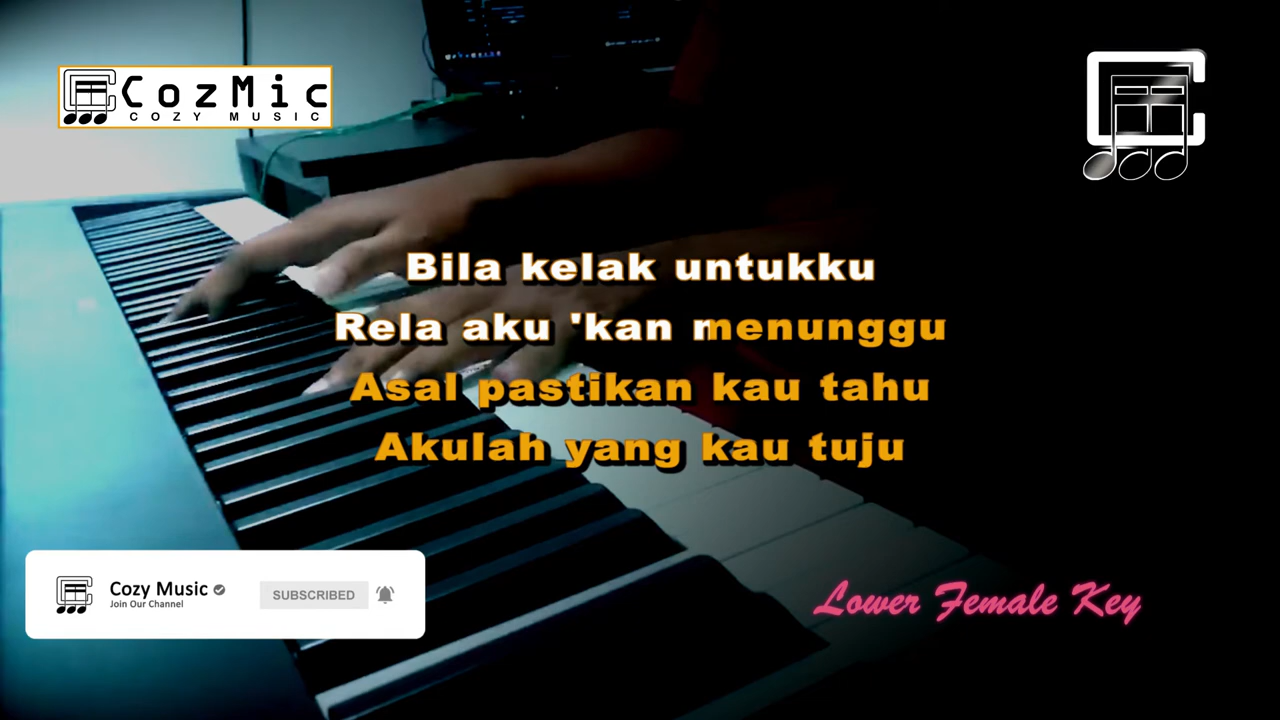 CozMic
COZY MUSIC
Bila kelak untukku
Rela aku 'kan menunggu
Asal pastikan kau tahu
Akulah yang kau tuju
Cozy Music
Join Our Channel
SUBSCRIBED
Lower Female Key